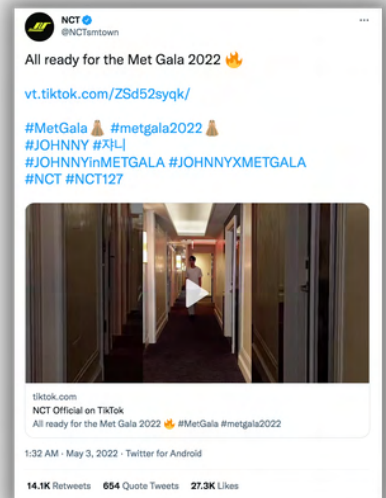 NCT
@NCTsmtown
All ready for the Met Gala 2022 🔥
vt.tiktok.com/ZSd52syqk/
#MetGala #metgala2022
#JOHNNY #쟈니
#JOHNNYinMETGALA #JOHNNYXMETGALA
#NCT #NCT127
tiktok.com
NCT Official on TikTok
All ready for the Met Gala 2022 🔥 #MetGala #metgala2022
1:32 AM · May 3, 2022 · Twitter for Android
14.1K Retweets 654 Quote Tweets 27.3K Likes